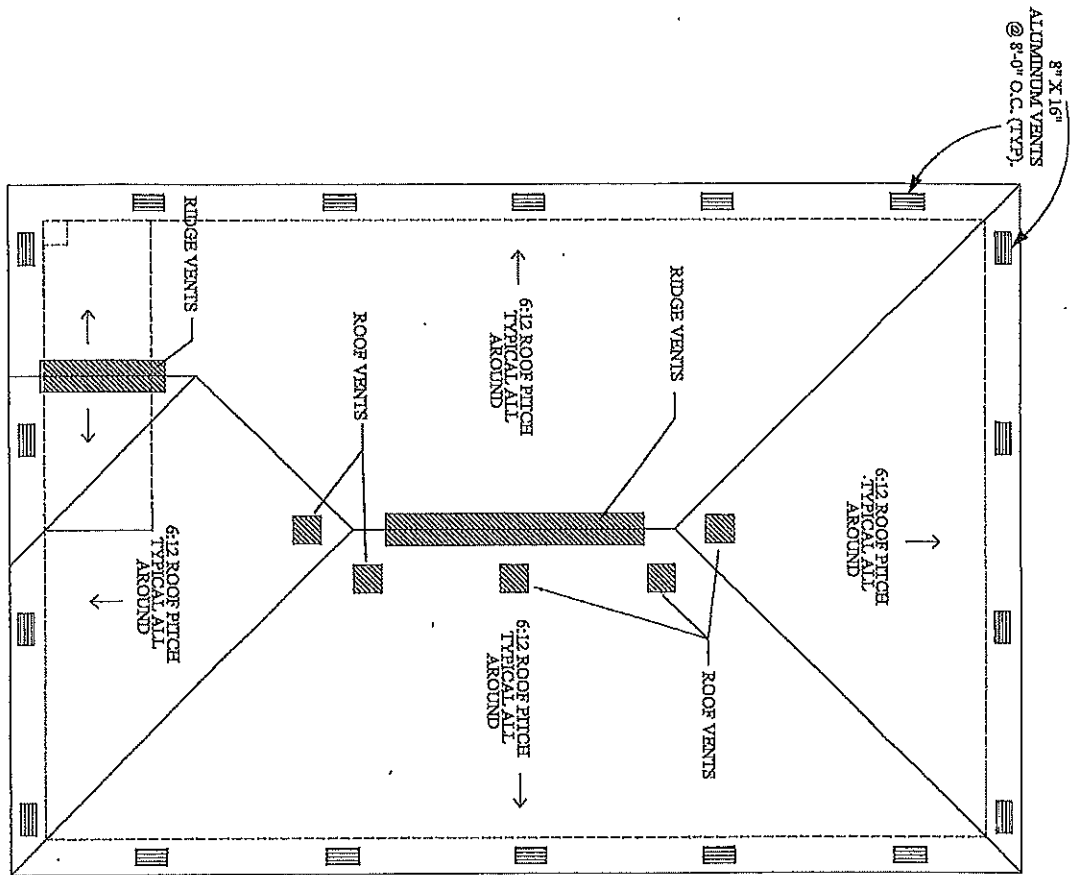 8" X 16"
ALUMINUM VENTS
@ 8'-0" O.C. (TYP).
6:12 ROOF PITCH
.TYPICAL ALL
AROUND
RIDGE VENTS
6:12 ROOF PITCH
TYPICAL ALL
AROUND
ROOF VENTS
6:12 ROOF PITCH
TYPICAL ALL
AROUND
ROOF VENTS
RIDGE VENTS
6:12 ROOF PITCH
TYPICAL ALL
AROUND